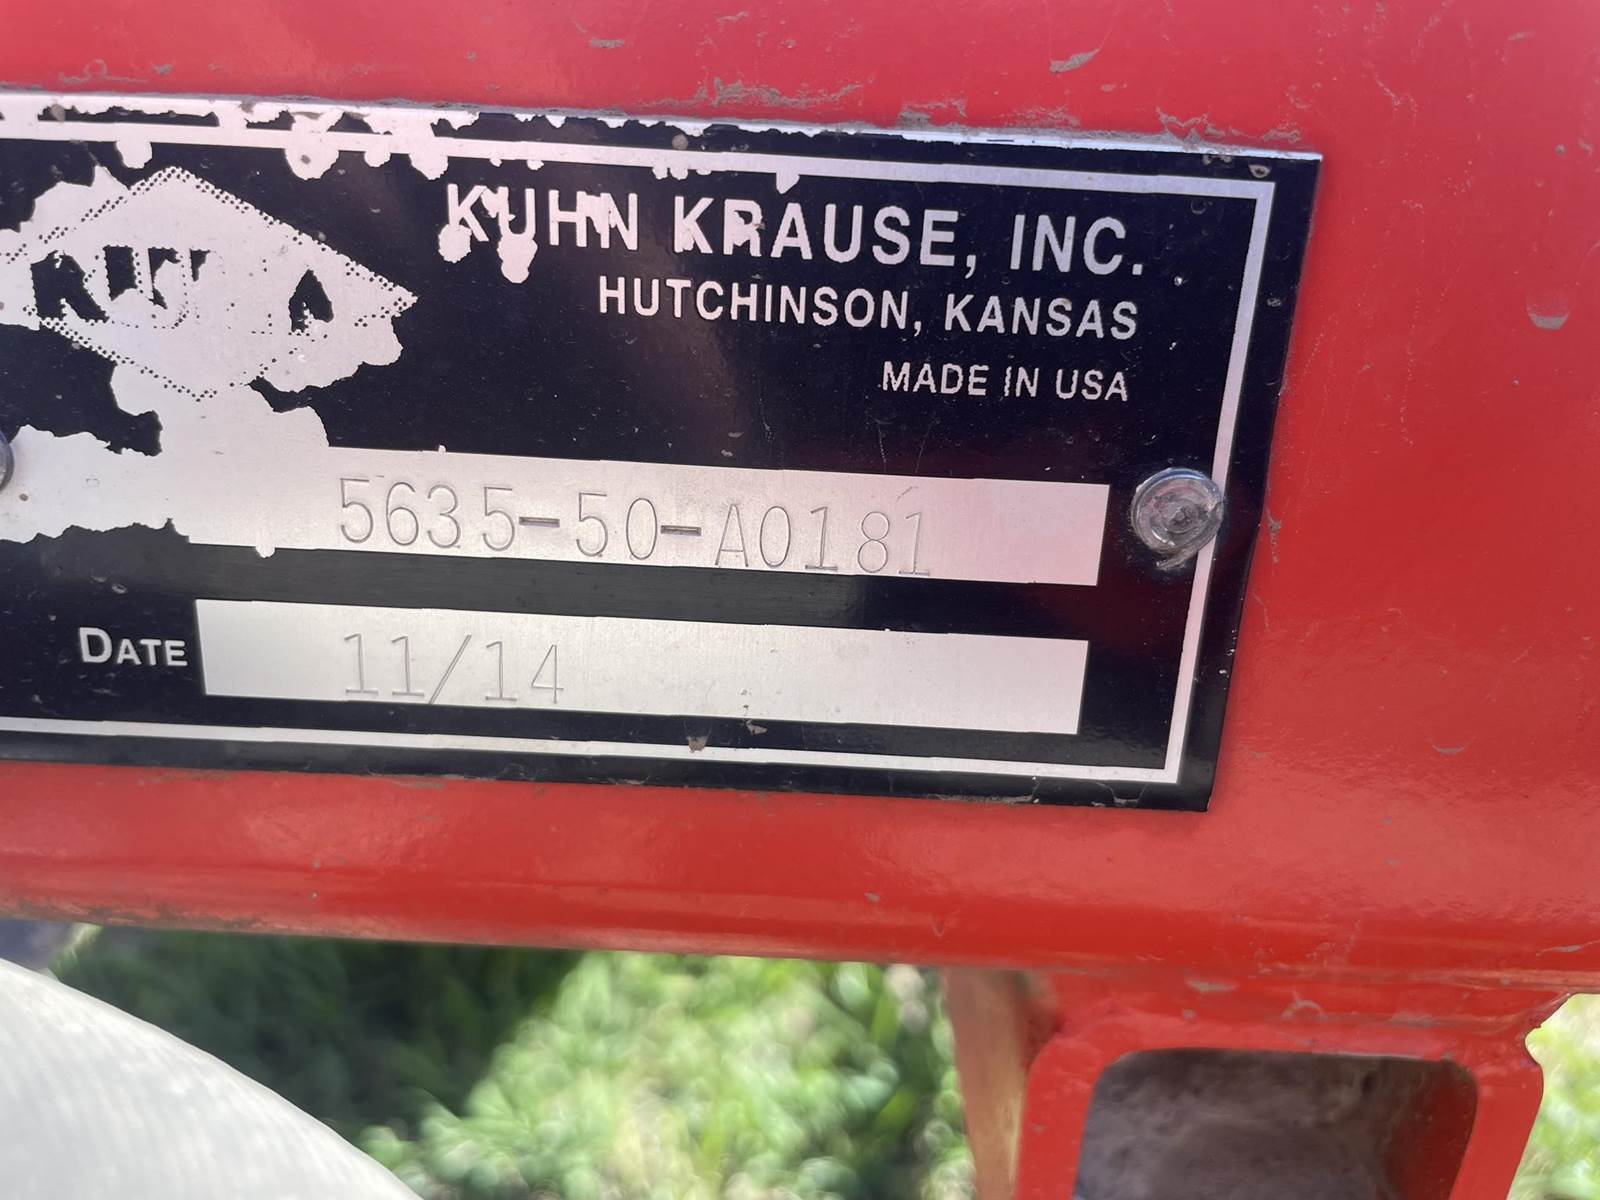 KUHN KRAUSE, INC.
HUTCHINSON, KANSAS
MADE IN USA
5635-50-A0181
DATE 11/14